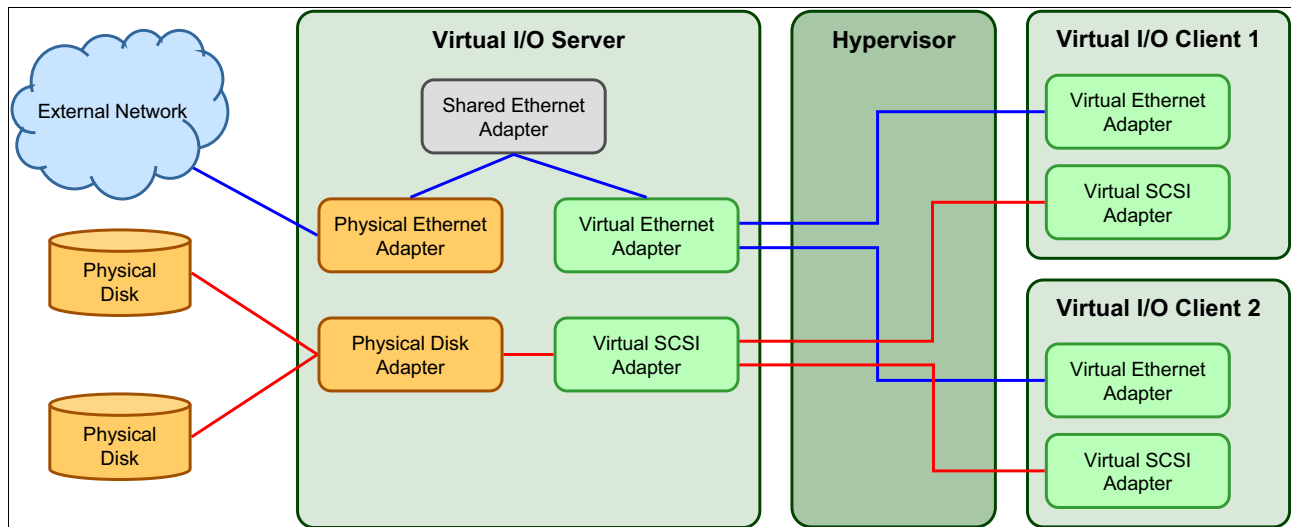 Virtual I/O Server
Hypervisor
Virtual I/O Client 1
External Network
Shared Ethernet
Adapter
Virtual Ethernet
Adapter
Virtual SCSI
Adapter
Physical Ethernet
Adapter
Virtual Ethernet
Adapter
Physical
Disk
Physical Disk
Adapter
Virtual SCSI
Adapter
Physical
Disk
Virtual I/O Client 2
Virtual Ethernet
Adapter
Virtual SCSI
Adapter